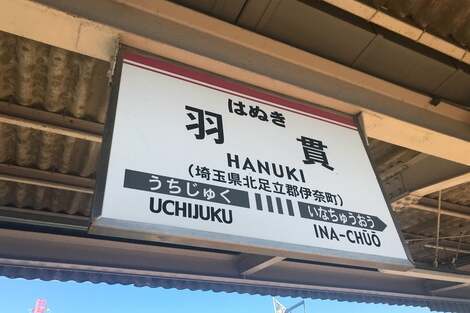 はぬき
羽貫
HANUKI
(埼玉県北足立郡伊奈町)
うちじゅく いなちゅうおう
UCHIJUKU INA-CHŪŌ